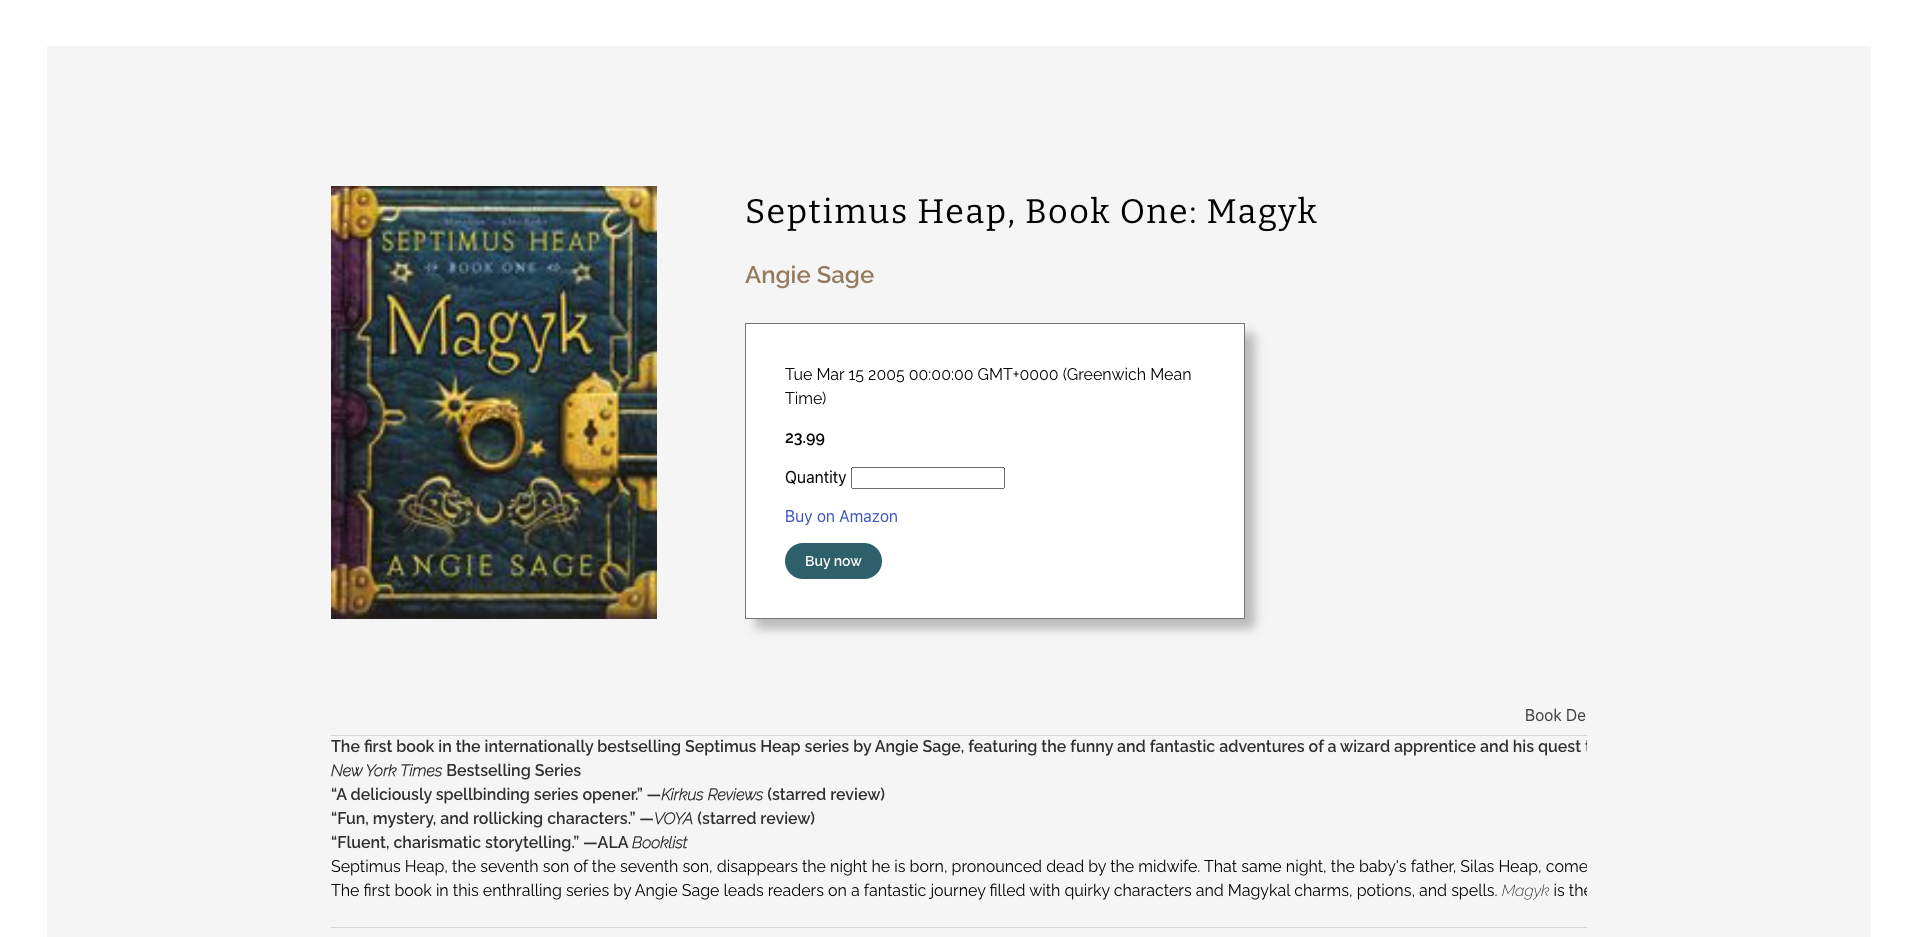 SEPTIMUS HEAP
BOOK ONE
Magyk
ANGIE SAGE
Septimus Heap, Book One: Magyk
Angie Sage
Tue Mar 15 2005 00:00:00 GMT+0000 (Greenwich Mean
Time)
23.99
Quantity
Buy on Amazon
Buy now
Book De
The first book in the internationally bestselling Septimus Heap series by Angie Sage, featuring the funny and fantastic adventures of a wizard apprentice and his quest
New York Times Bestselling Series
“A deliciously spellbinding series opener.” —Kirkus Reviews (starred review)
“Fun, mystery, and rollicking characters.” —VOYA (starred review)
“Fluent, charismatic storytelling.” —ALA Booklist
Septimus Heap, the seventh son of the seventh son, disappears the night he is born, pronounced dead by the midwife. That same night, the baby's father, Silas Heap, come
The first book in this enthralling series by Angie Sage leads readers on a fantastic journey filled with quirky characters and Magykal charms, potions, and spells. Magyk is the